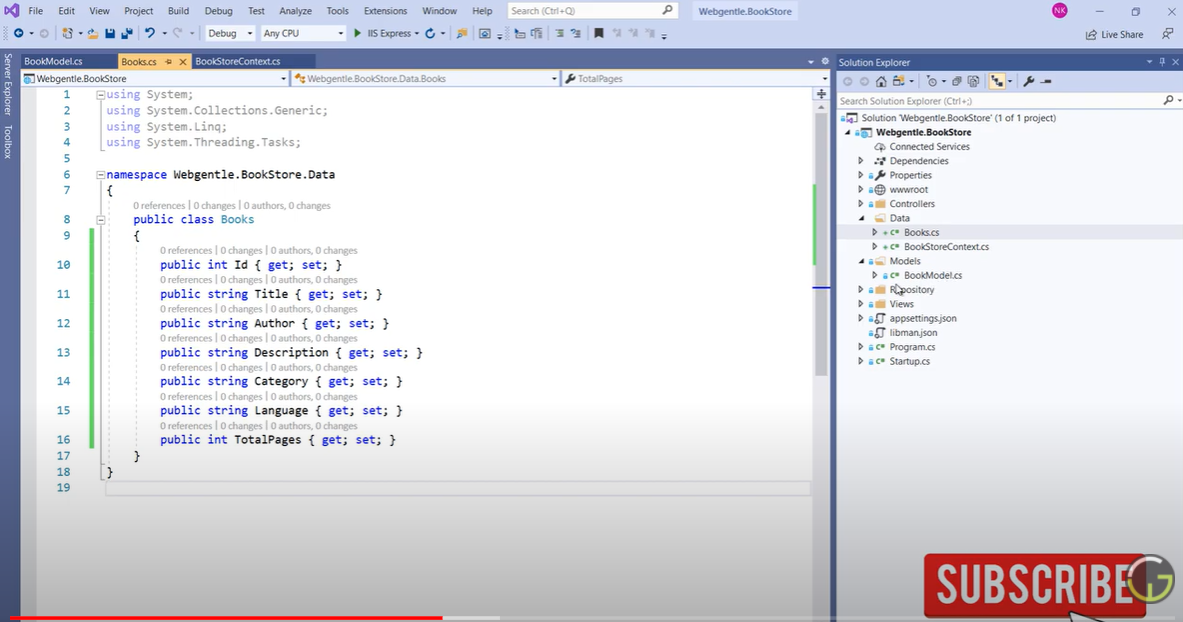 File Edit View Project Build Debug Test Analyze Tools Extensions Window Help Search (Ctrl+Q) Webgentle.BookStore NK
Debug Any CPU IIS Express Live Share
BookModel.cs Books.cs BookStoreContext.cs
Webgentle.BookStore Webgentle.BookStore.Data.Books TotalPages
Server Explorer
Toolbox
1 using System;
2 using System.Collections.Generic;
3 using System.Linq;
4 using System.Threading.Tasks;
5
6 namespace Webgentle.BookStore.Data
7 {
0 references | 0 changes | 0 authors, 0 changes
8 public class Books
9 {
0 references | 0 changes | 0 authors, 0 changes
10 public int Id { get; set; }
0 references | 0 changes | 0 authors, 0 changes
11 public string Title { get; set; }
0 references | 0 changes | 0 authors, 0 changes
12 public string Author { get; set; }
0 references | 0 changes | 0 authors, 0 changes
13 public string Description { get; set; }
0 references | 0 changes | 0 authors, 0 changes
14 public string Category { get; set; }
0 references | 0 changes | 0 authors, 0 changes
15 public string Language { get; set; }
0 references | 0 changes | 0 authors, 0 changes
16 public int TotalPages { get; set; }
17 }
18 }
19
Solution Explorer
Search Solution Explorer (Ctrl+;)
Solution 'Webgentle.BookStore' (1 of 1 project)
Webgentle.BookStore
Connected Services
Dependencies
Properties
wwwroot
Controllers
Data
Books.cs
BookStoreContext.cs
Models
BookModel.cs
Repository
Views
appsettings.json
libman.json
Program.cs
Startup.cs
SUBSCRIBE